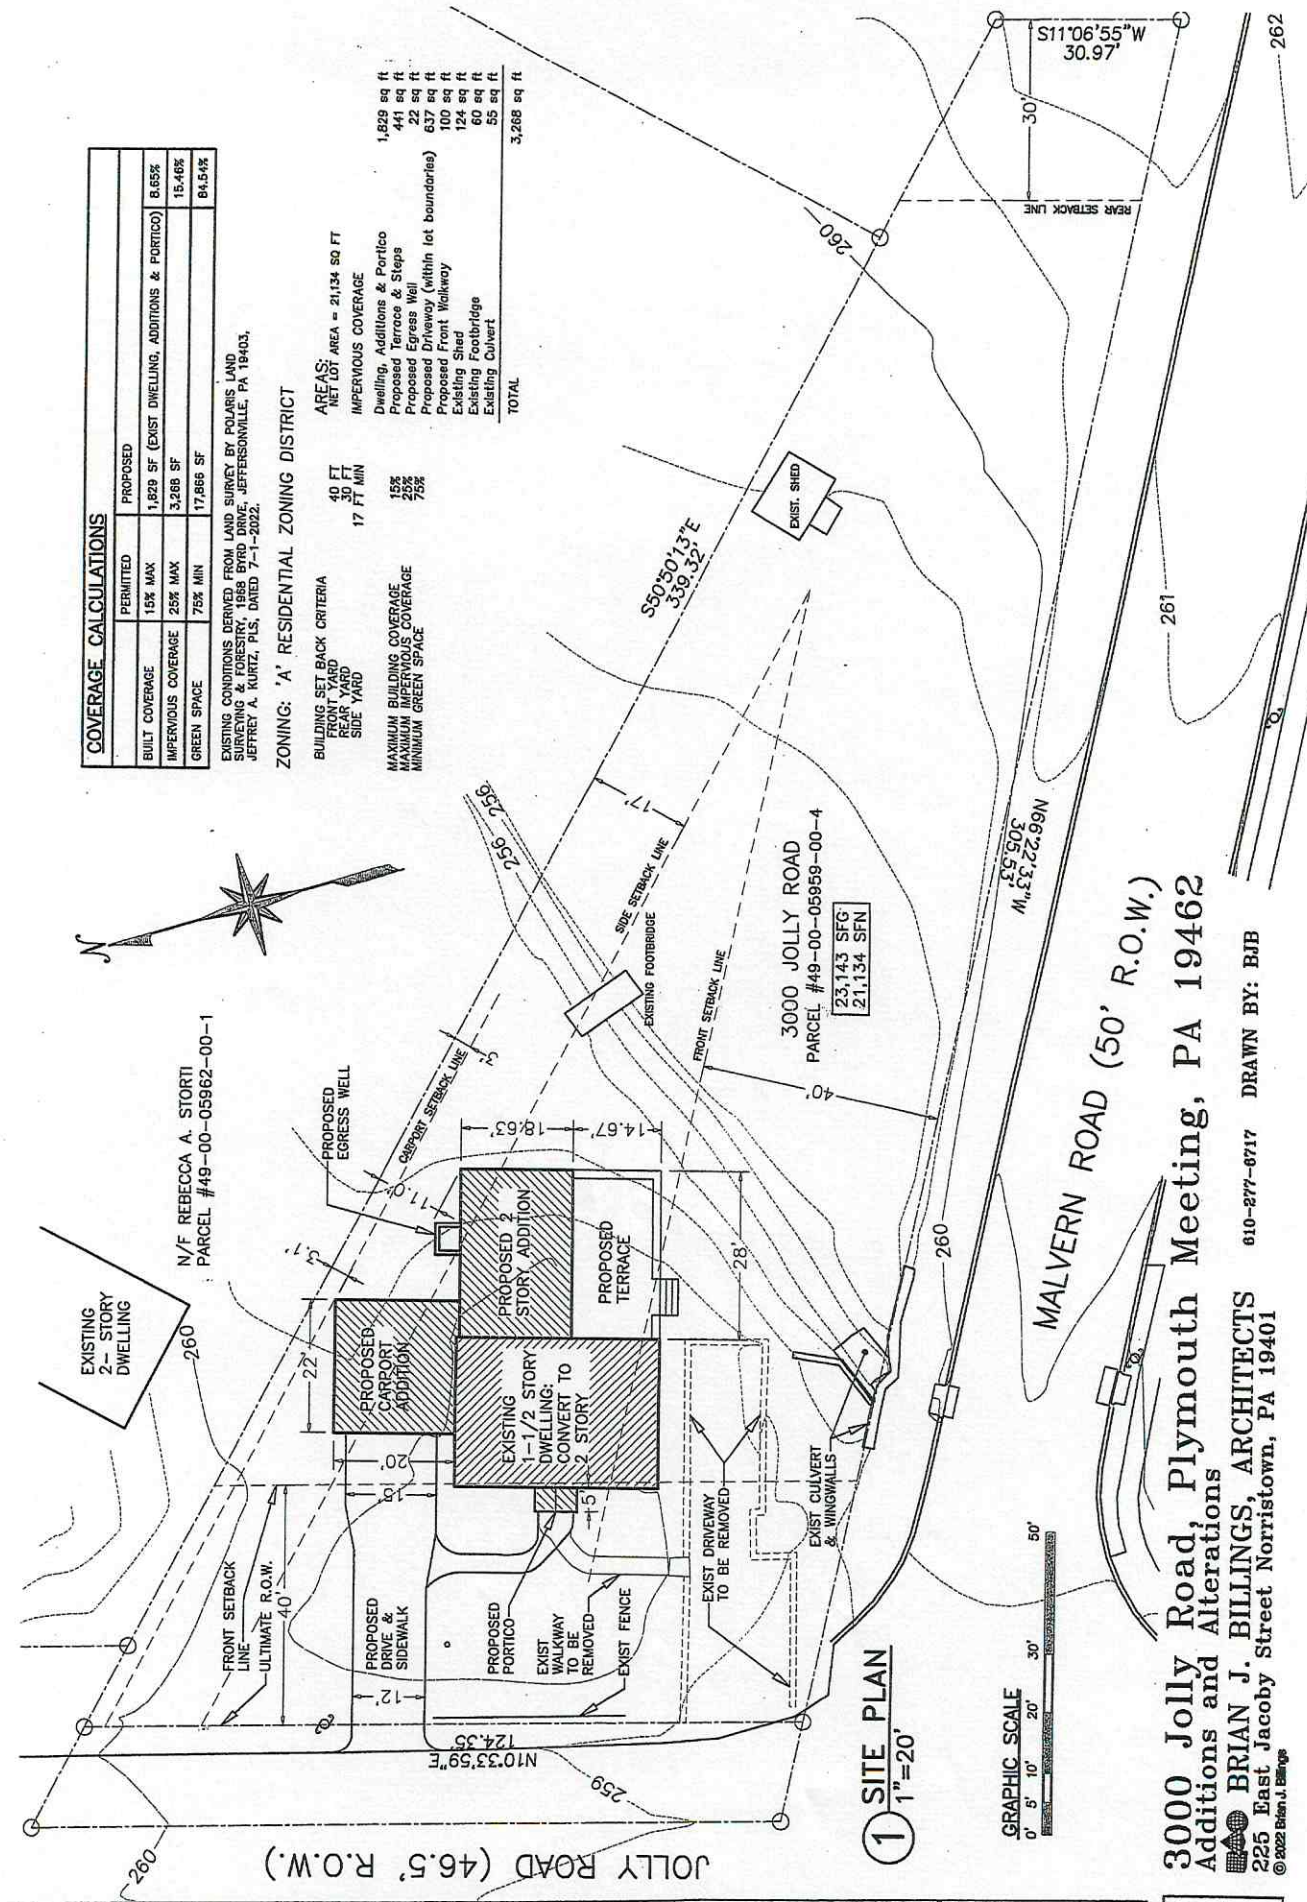 COVERAGE CALCULATIONS
PERMITTED PROPOSED
BUILT COVERAGE 15% MAX 1,829 SF (EXIST DWELLING, ADDITIONS & PORTICO) 8.65%
IMPERVIOUS COVERAGE 25% MAX 3,268 SF 15.46%
GREEN SPACE 75% MIN 17,866 SF 84.54%
EXISTING CONDITIONS DERIVED FROM LAND SURVEY BY POLARIS LAND
SURVEYING & FORESTRY, 1968 BYRD DRIVE, JEFFERSONVILLE, PA 19403,
JEFFREY A. KURTZ, PLS, DATED 7-1-2022.
ZONING: 'A' RESIDENTIAL ZONING DISTRICT
BUILDING SET BACK CRITERIA
FRONT YARD 40 FT
REAR YARD 30 FT
SIDE YARD 17 FT MIN
MAXIMUM BUILDING COVERAGE 15%
MAXIMUM IMPERVIOUS COVERAGE 25%
MINIMUM GREEN SPACE 75%
AREAS:
NET LOT AREA = 21,134 SQ FT
IMPERVIOUS COVERAGE
Dwelling, Additions & Portico 1,829 sq ft
Proposed Terrace & Steps 441 sq ft
Proposed Egress Well 22 sq ft
Proposed Driveway (within lot boundaries) 637 sq ft
Proposed Front Walkway 100 sq ft
Existing Shed 124 sq ft
Existing Footbridge 60 sq ft
Existing Culvert 55 sq ft
TOTAL 3,268 sq ft
N
EXISTING
2- STORY
DWELLING
N/F REBECCA A. STORTI
PARCEL #49-00-05962-00-1
260
PROPOSED
EGRESS WELL
CARPORT SETBACK LINE
3'
3.1'
11.0'
22'
20'
15'
PROPOSED
CARPORT
ADDITION
PROPOSED 2
STORY ADDITION
18.63'
14.67'
28'
PROPOSED
TERRACE
EXISTING
1-1/2 STORY
DWELLING:
CONVERT TO
2 STORY
5'
FRONT SETBACK
LINE
ULTIMATE R.O.W.
40'
PROPOSED
DRIVE &
SIDEWALK
12'
PROPOSED
PORTICO
EXIST
WALKWAY
TO BE
REMOVED
EXIST FENCE
EXIST DRIVEWAY
TO BE REMOVED
EXIST CULVERT
& WINGWALLS
N10°33'59"E
124.35
259
260
JOLLY ROAD (46.5' R.O.W.)
256
256
17'
SIDE SETBACK LINE
EXISTING FOOTBRIDGE
FRONT SETBACK LINE
40'
3000 JOLLY ROAD
PARCEL #49-00-05959-00-4
23,143 SFG
21,134 SFN
S50°50'13"E
339.32'
EXIST. SHED
260
REAR SETBACK LINE
30'
S11°06'55"W
30.97'
262
261
N66°22'33"W
305.53'
260
MALVERN ROAD (50' R.O.W.)
1 SITE PLAN
1"=20'
GRAPHIC SCALE
0' 5' 10' 20' 30' 50'
3000 Jolly Road, Plymouth Meeting, PA 19462
Additions and Alterations
BRIAN J. BILLINGS, ARCHITECTS 610-277-6717 DRAWN BY: BJB
225 East Jacoby Street Norristown, PA 19401
© 2022 Brian J. Billings